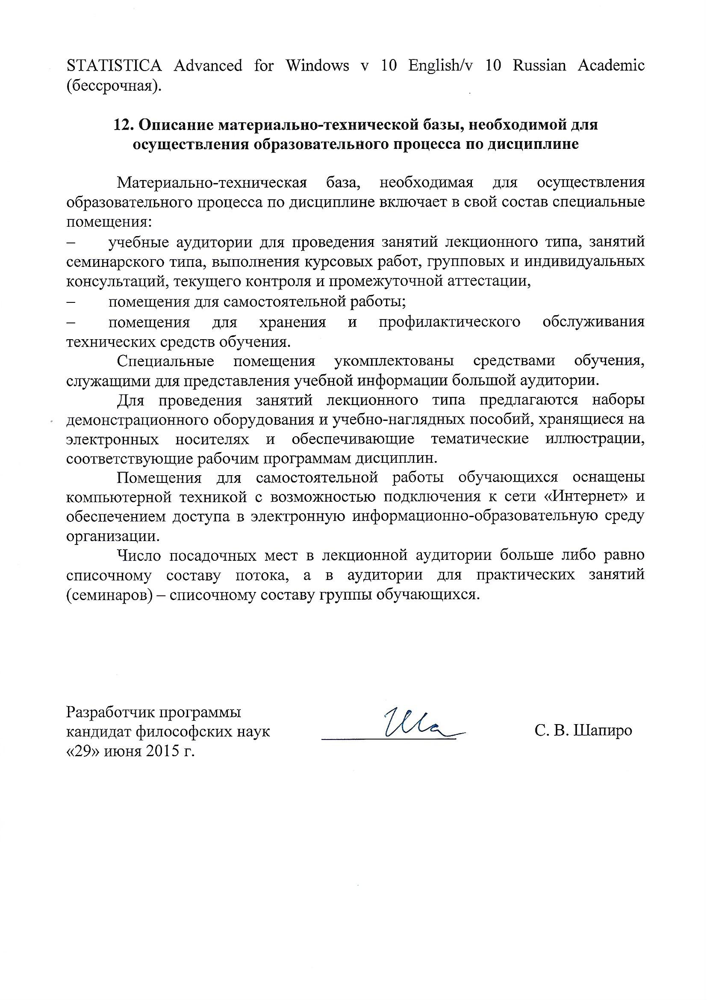 STATISTICA Advanced for Windows v 10 English/v 10 Russian Academic
(бессрочная).
12. Описание материально-технической базы, необходимой для
осуществления образовательного процесса по дисциплине
Материально-техническая база, необходимая для осуществления
образовательного процесса по дисциплине включает в свой состав специальные
помещения:
– учебные аудитории для проведения занятий лекционного типа, занятий
семинарского типа, выполнения курсовых работ, групповых и индивидуальных
консультаций, текущего контроля и промежуточной аттестации,
– помещения для самостоятельной работы;
– помещения для хранения и профилактического обслуживания
технических средств обучения.
Специальные помещения укомплектованы средствами обучения,
служащими для представления учебной информации большой аудитории.
Для проведения занятий лекционного типа предлагаются наборы
демонстрационного оборудования и учебно-наглядных пособий, хранящиеся на
электронных носителях и обеспечивающие тематические иллюстрации,
соответствующие рабочим программам дисциплин.
Помещения для самостоятельной работы обучающихся оснащены
компьютерной техникой с возможностью подключения к сети «Интернет» и
обеспечением доступа в электронную информационно-образовательную среду
организации.
Число посадочных мест в лекционной аудитории больше либо равно
списочному составу потока, а в аудитории для практических занятий
(семинаров) – списочному составу группы обучающихся.
Разработчик программы
кандидат философских наук Ша С. В. Шапиро
«29» июня 2015 г.